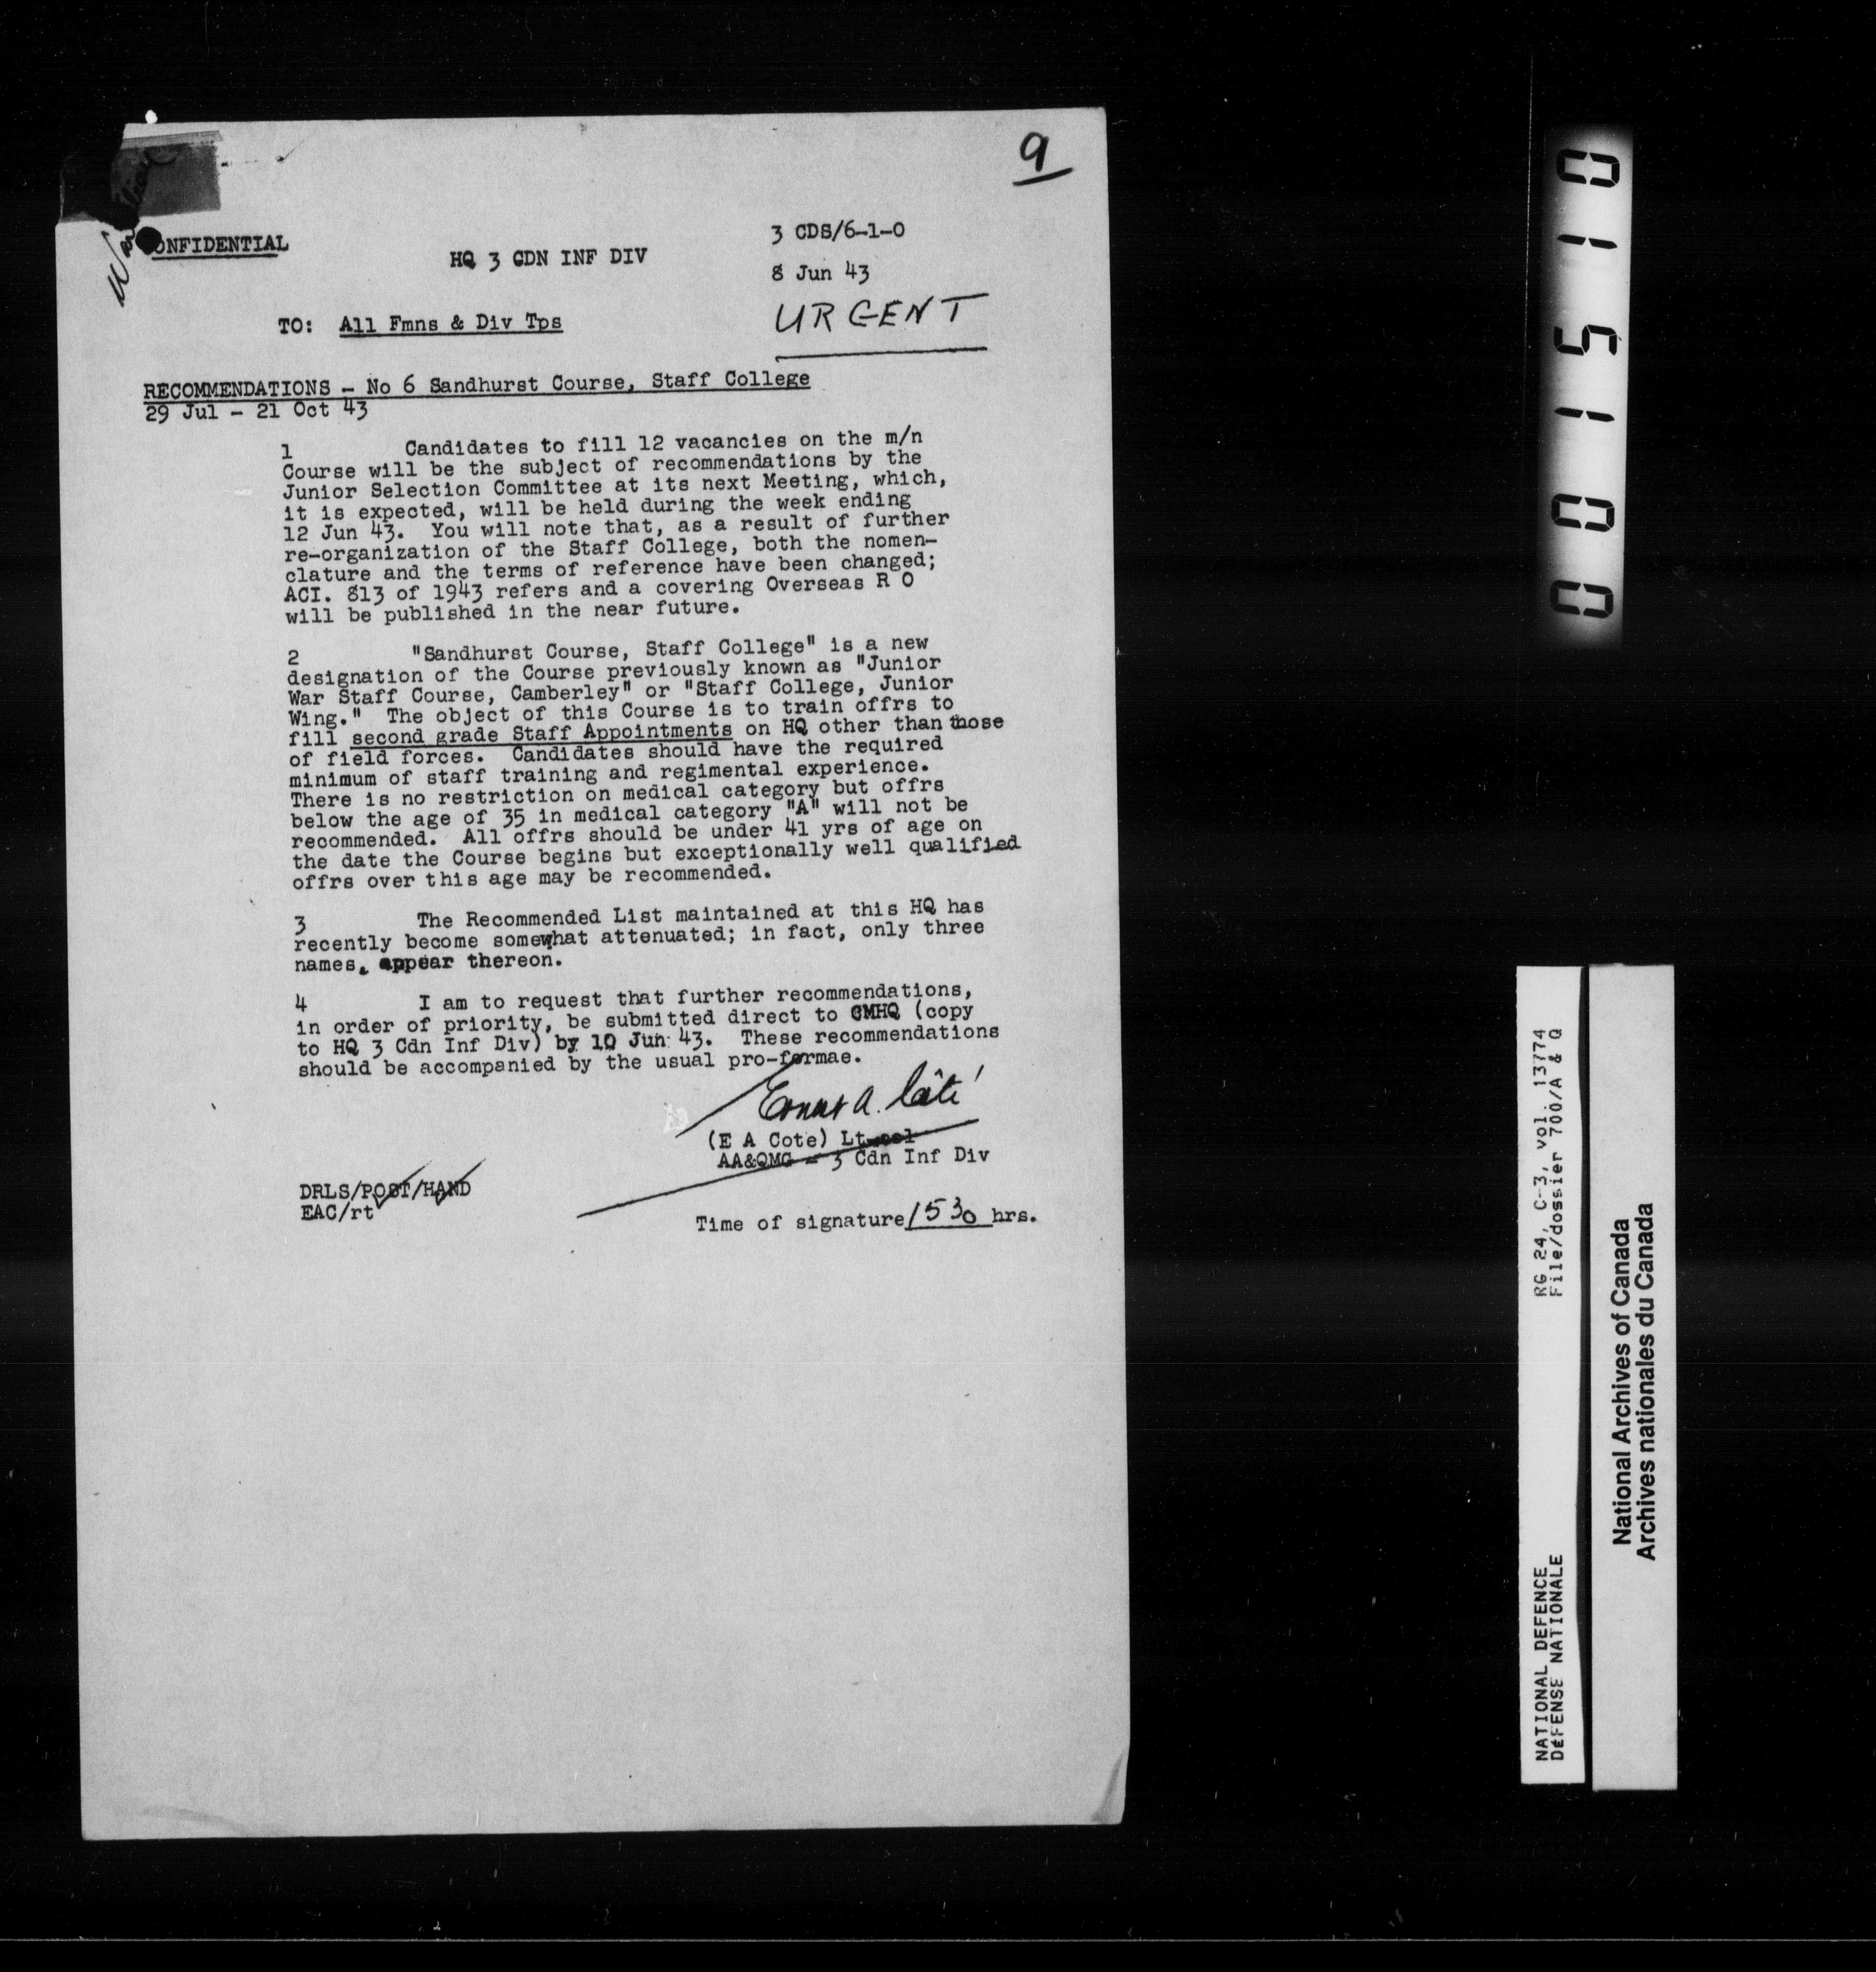 9
CONFIDENTIAL
3 CDS/6-1-0
HQ 3 CDN INF DIV
8 Jun 43
URGENT
TO: All Fmns & Div Tps
RECOMMENDATIONS - No 6 Sandhurst Course, Staff College
29 Jul - 21 Oct 43
1 Candidates to fill 12 vacancies on the m/n
Course will be the subject of recommendations by the
Junior Selection Committee at its next Meeting, which,
it is expected, will be held during the week ending
12 Jun 43. You will note that, as a result of further
re-organization of the Staff College, both the nomen-
clature and the terms of reference have been changed;
ACI. 813 of 1943 refers and a covering Overseas R O
will be published in the near future.
2 "Sandhurst Course, Staff College" is a new
designation of the Course previously known as "Junior
War Staff Course, Camberley" or "Staff College, Junior
Wing." The object of this Course is to train offrs to
fill second grade Staff Appointments on HQ other than those
of field forces. Candidates should have the required
minimum of staff training and regimental experience.
There is no restriction on medical category but offrs
below the age of 35 in medical category "A" will not be
recommended. All offrs should be under 41 yrs of age on
the date the Course begins but exceptionally well qualified
offrs over this age may be recommended.
3 The Recommended List maintained at this HQ has
recently become somewhat attenuated; in fact, only three
names, appear thereon.
4 I am to request that further recommendations,
in order of priority, be submitted direct to CMHQ (copy
to HQ 3 Cdn Inf Div) by 10 Jun 43. These recommendations
should be accompanied by the usual pro-formae.
Ernest A. Côté
(E A Cote) Lt-col
AA&QMG - 3 Cdn Inf Div
DRLS/POST/HAND
EAC/rt
Time of signature 1530 hrs.
001510
RG 24, C-3, vol. 13774
File/dossier 700/A & Q
NATIONAL DEFENCE
DÉFENSE NATIONALE
National Archives of Canada
Archives nationales du Canada